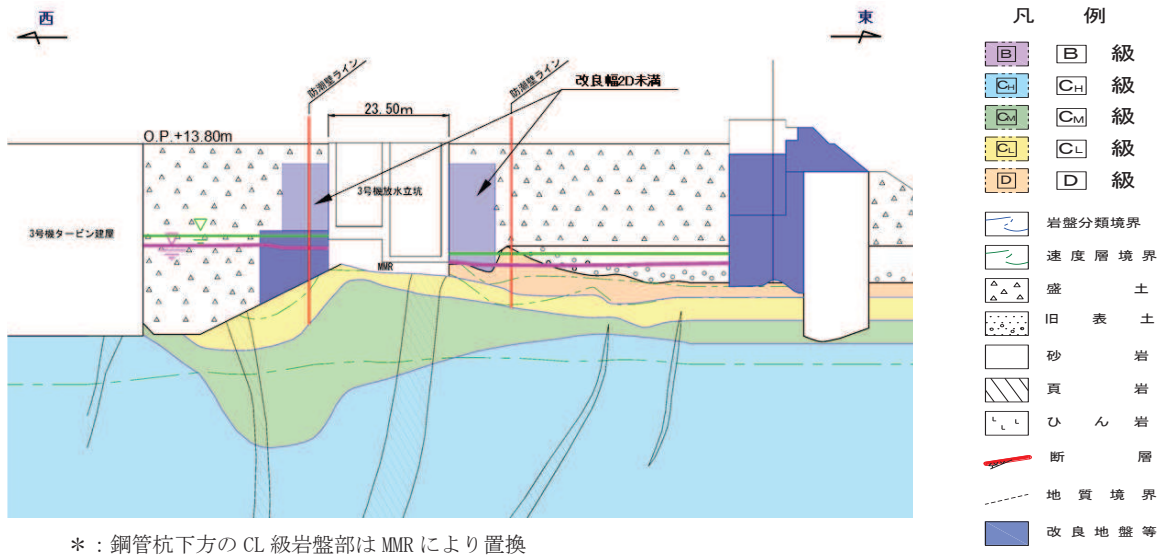 西
東
防潮壁ライン
防潮壁ライン
改良幅2D未満
23.50m
O.P.+13.80m
3号機放水立坑
3号機タービン建屋
MMR
＊：鋼管杭下方の CL 級岩盤部は MMR により置換
凡 例
B B 級
CH CH 級
CM CM 級
CL CL 級
D D 級
岩盤分類境界
速度層境界
盛 土
旧 表 土
砂 岩
頁 岩
ひ ん 岩
断 層
地 質 境 界
改良地盤等